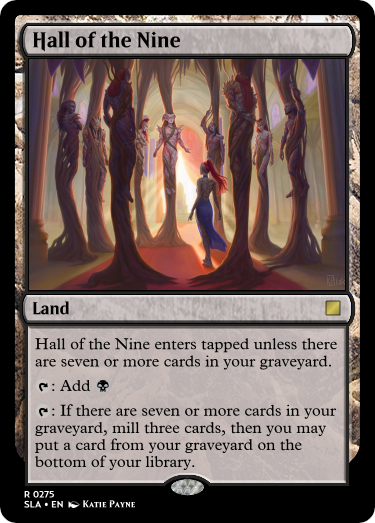 Hall of the Nine
Land
Hall of the Nine enters tapped unless there
are seven or more cards in your graveyard.
: Add
: If there are seven or more cards in your
graveyard, mill three cards, then you may
put a card from your graveyard on the
bottom of your library.
R 0275
SLA • EN Katie Payne